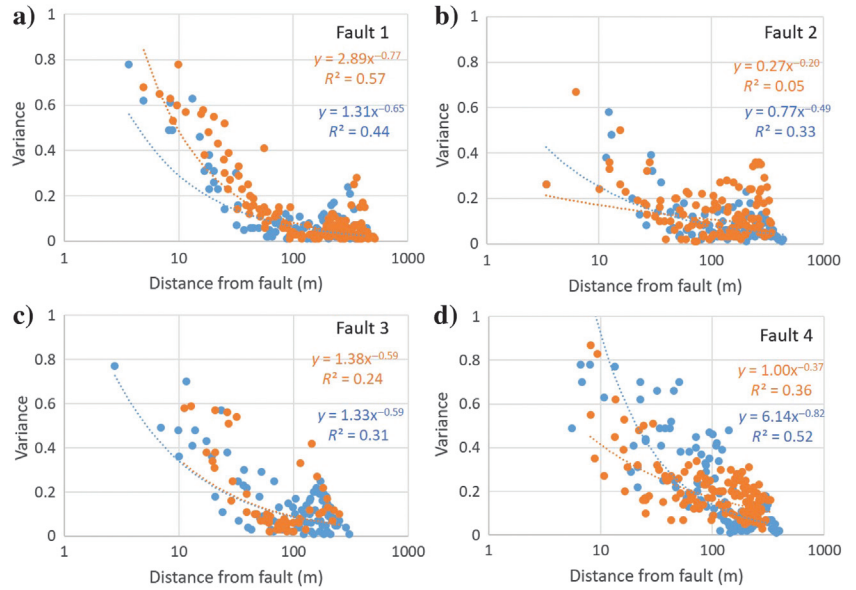 a)
Fault 1
y = 2.89x^−0.77
R² = 0.57
y = 1.31x^−0.65
R² = 0.44
Variance
1
0.8
0.6
0.4
0.2
0
1
10
100
1000
Distance from fault (m)
b)
Fault 2
y = 0.27x^−0.20
R² = 0.05
y = 0.77x^−0.49
R² = 0.33
Variance
1
0.8
0.6
0.4
0.2
0
1
10
100
1000
Distance from fault (m)
c)
Fault 3
y = 1.38x^−0.59
R² = 0.24
y = 1.33x^−0.59
R² = 0.31
Variance
1
0.8
0.6
0.4
0.2
0
1
10
100
1000
Distance from fault (m)
d)
Fault 4
y = 1.00x^−0.37
R² = 0.36
y = 6.14x^−0.82
R² = 0.52
Variance
1
0.8
0.6
0.4
0.2
0
1
10
100
1000
Distance from fault (m)